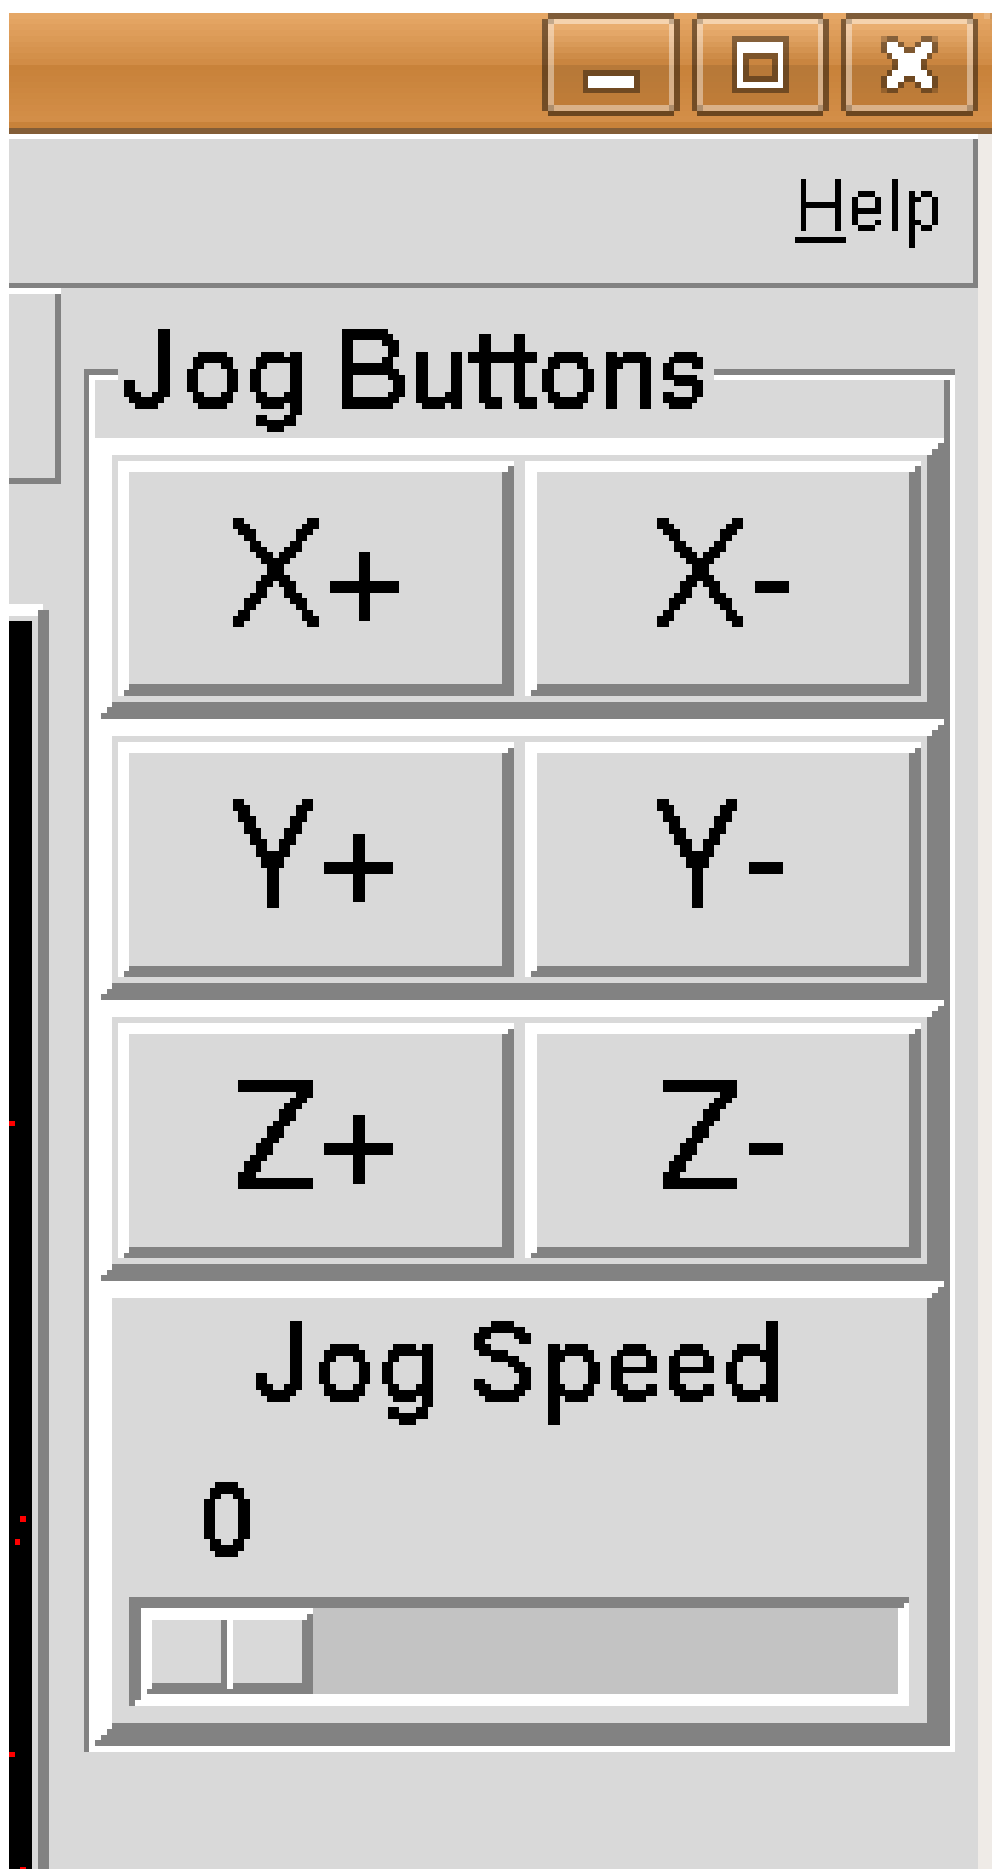 Help
Jog Buttons
X+ X-
Y+ Y-
Z+ Z-
Jog Speed
0